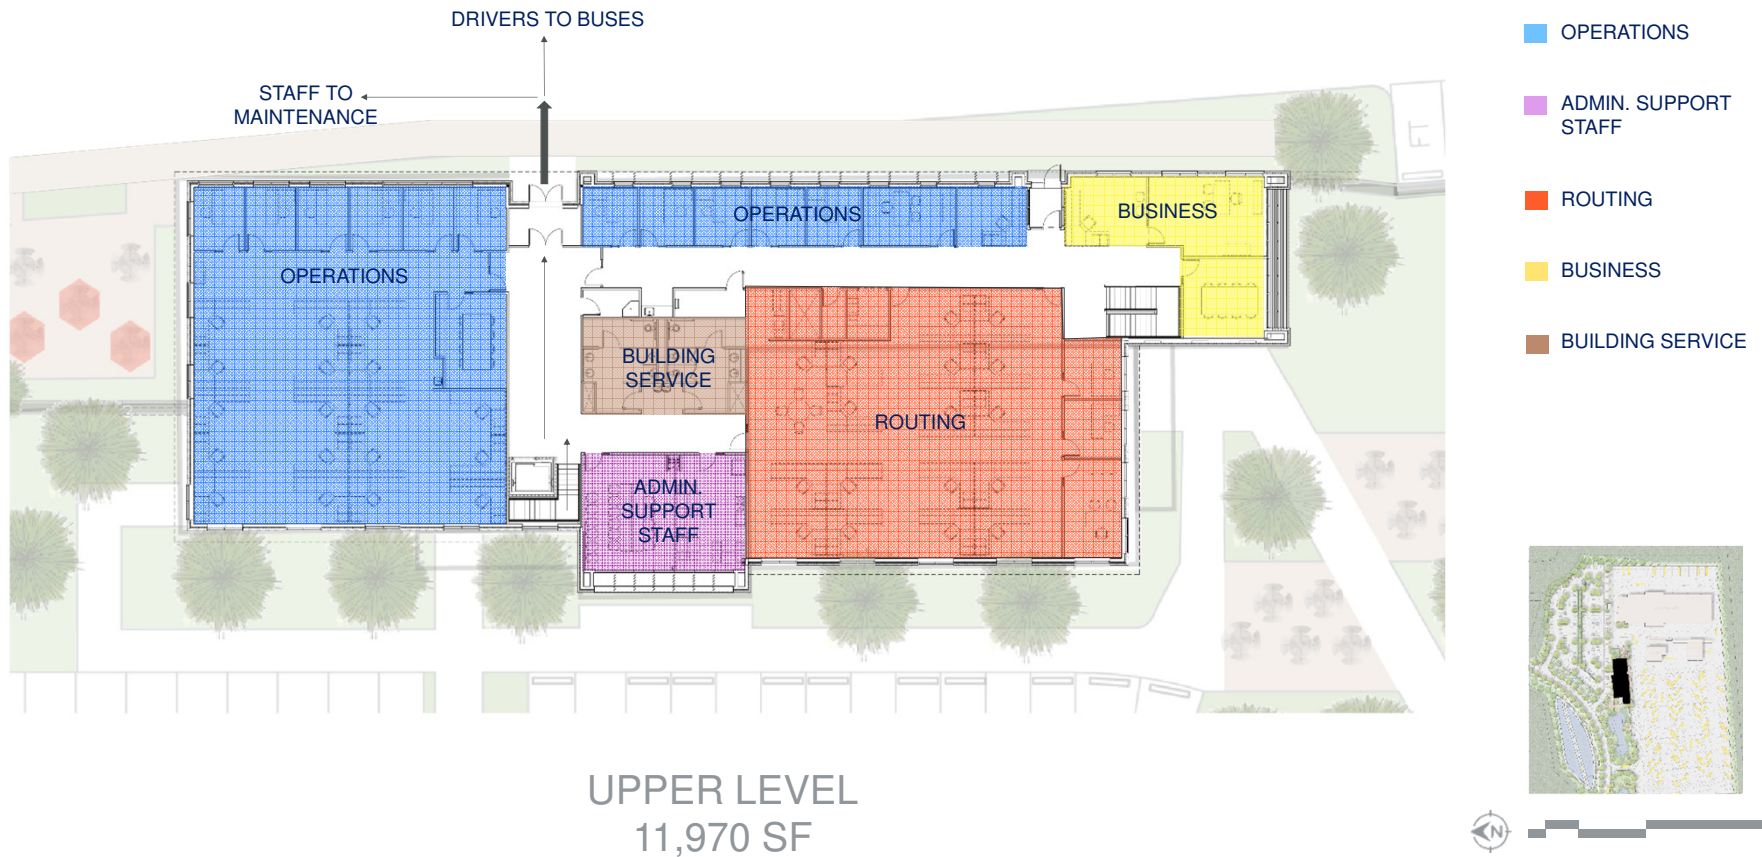 DRIVERS TO BUSES
STAFF TO
MAINTENANCE
OPERATIONS
OPERATIONS
BUSINESS
BUILDING
SERVICE
ROUTING
ADMIN.
SUPPORT
STAFF
FT
OPERATIONS
ADMIN. SUPPORT
STAFF
ROUTING
BUSINESS
BUILDING SERVICE
UPPER LEVEL
11,970 SF
N